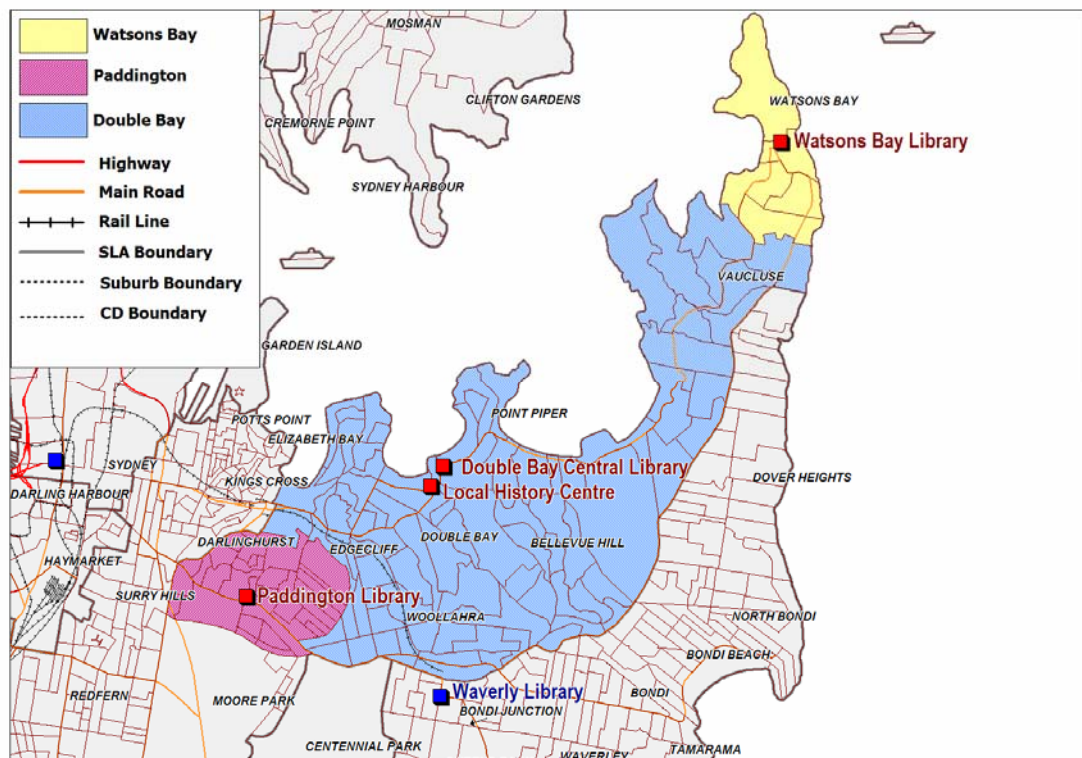 Watsons Bay
Paddington
Double Bay
Highway
Main Road
Rail Line
SLA Boundary
Suburb Boundary
CD Boundary
MOSMAN
CLIFTON GARDENS
CREMORNE POINT
SYDNEY HARBOUR
WATSONS BAY
Watsons Bay Library
VAUCLUSE
GARDEN ISLAND
POTTS POINT
ELIZABETH BAY
POINT PIPER
SYDNEY
KINGS CROSS
Double Bay Central Library
Local History Centre
DARLING HARBOUR
DOVER HEIGHTS
DARLINGHURST
EDGECLIFF
DOUBLE BAY
BELLEVUE HILL
HAYMARKET
SURRY HILLS
Paddington Library
WOOLLAHRA
NORTH BONDI
BONDI BEACH
REDFERN
MOORE PARK
Waverly Library
BONDI
BONDI JUNCTION
CENTENNIAL PARK
WAVERLEY
TAMARAMA